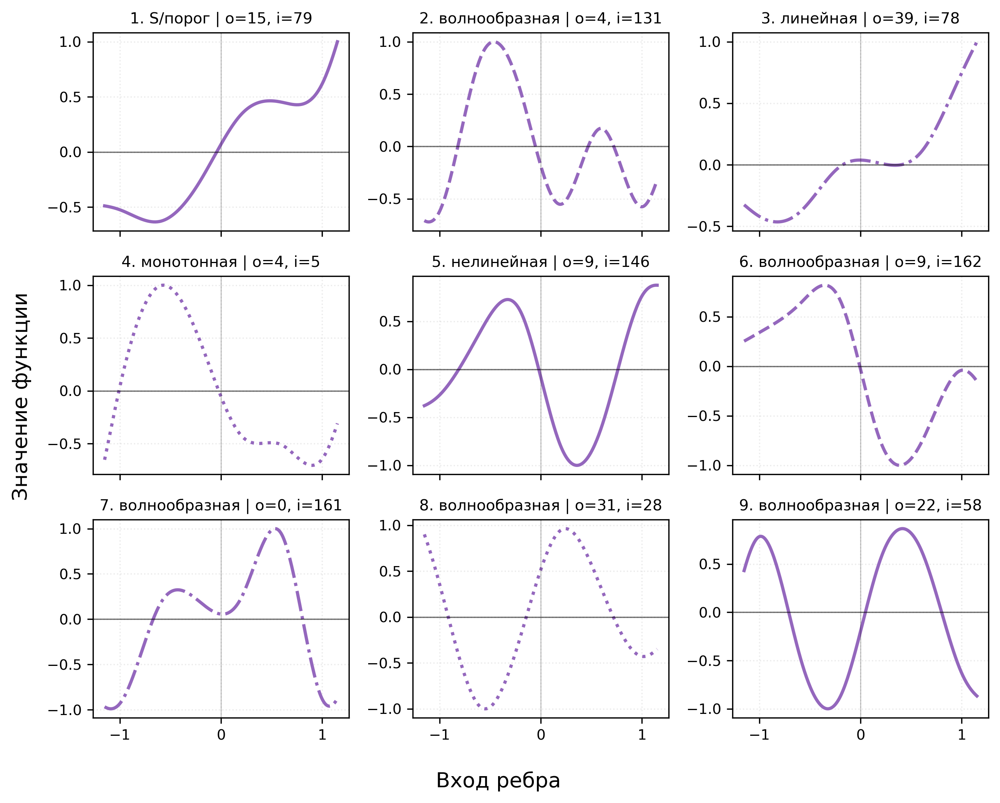 1. S/порог | o=15, i=79
1.0
0.5
0.0
−0.5
2. волнообразная | o=4, i=131
1.0
0.5
0.0
−0.5
3. линейная | o=39, i=78
1.0
0.5
0.0
−0.5
4. монотонная | o=4, i=5
1.0
0.5
0.0
−0.5
5. нелинейная | o=9, i=146
0.5
0.0
−0.5
−1.0
6. волнообразная | o=9, i=162
0.5
0.0
−0.5
−1.0
Значение функции
7. волнообразная | o=0, i=161
1.0
0.5
0.0
−0.5
−1.0
−1 0 1
8. волнообразная | o=31, i=28
1.0
0.5
0.0
−0.5
−1.0
−1 0 1
9. волнообразная | o=22, i=58
0.5
0.0
−0.5
−1.0
−1 0 1
Вход ребра